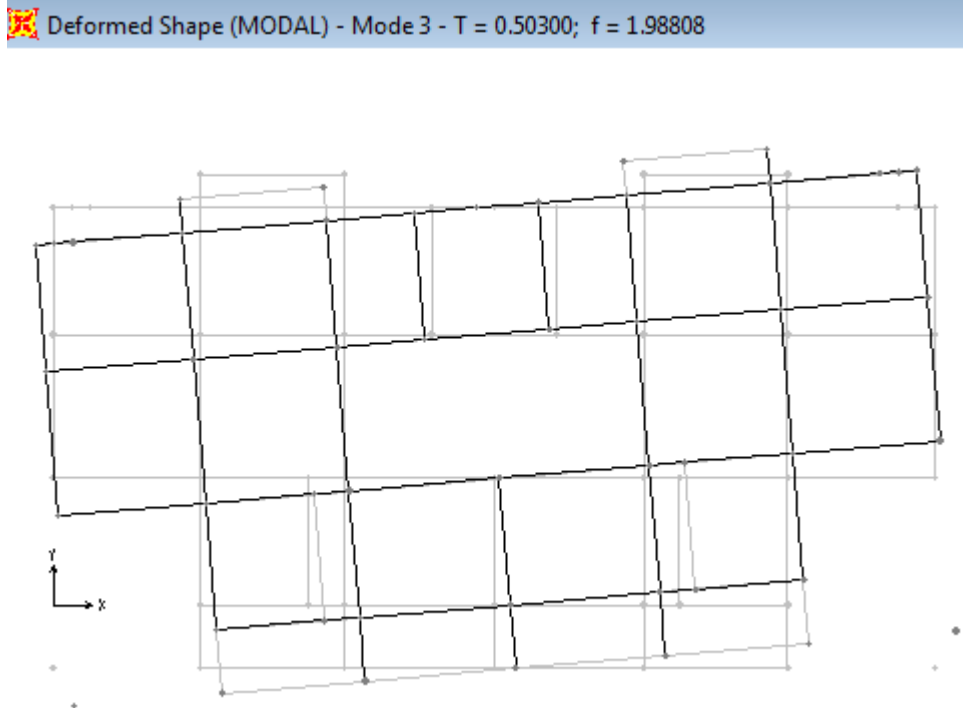 Deformed Shape (MODAL) - Mode 3 - T = 0.50300;  f = 1.98808
Y
X